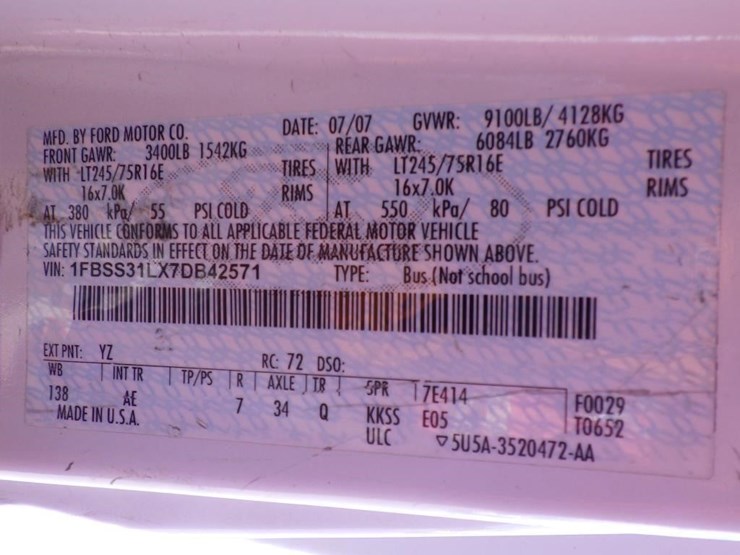 MFD. BY FORD MOTOR CO. DATE: 07/07 GVWR: 9100LB/ 4128KG
FRONT GAWR: 3400LB 1542KG REAR GAWR: 6084LB 2760KG
WITH LT245/75R16E TIRES WITH LT245/75R16E TIRES
16x7.0K RIMS 16x7.0K RIMS
AT 380 kPa/ 55 PSI COLD AT 550 kPa/ 80 PSI COLD
THIS VEHICLE CONFORMS TO ALL APPLICABLE FEDERAL MOTOR VEHICLE
SAFETY STANDARDS IN EFFECT ON THE DATE OF MANUFACTURE SHOWN ABOVE.
VIN: 1FBSS31LX7DB42571 TYPE: Bus (Not school bus)
EXT PNT: YZ RC: 72 DSO:
WB INT TR TP/PS R AXLE TR SPR 7E414 F0029
138 AE 7 34 Q KKSS E05 T0652
MADE IN U.S.A. ULC ▽5U5A-3520472-AA